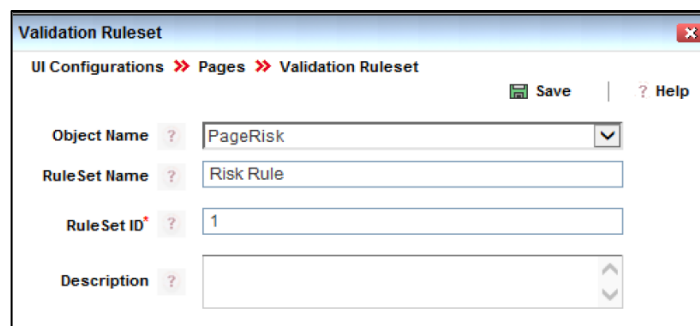 Validation Ruleset
UI Configurations >> Pages >> Validation Ruleset
Save | ? Help
Object Name ? PageRisk
RuleSet Name ? Risk Rule
RuleSet ID* ? 1
Description ?